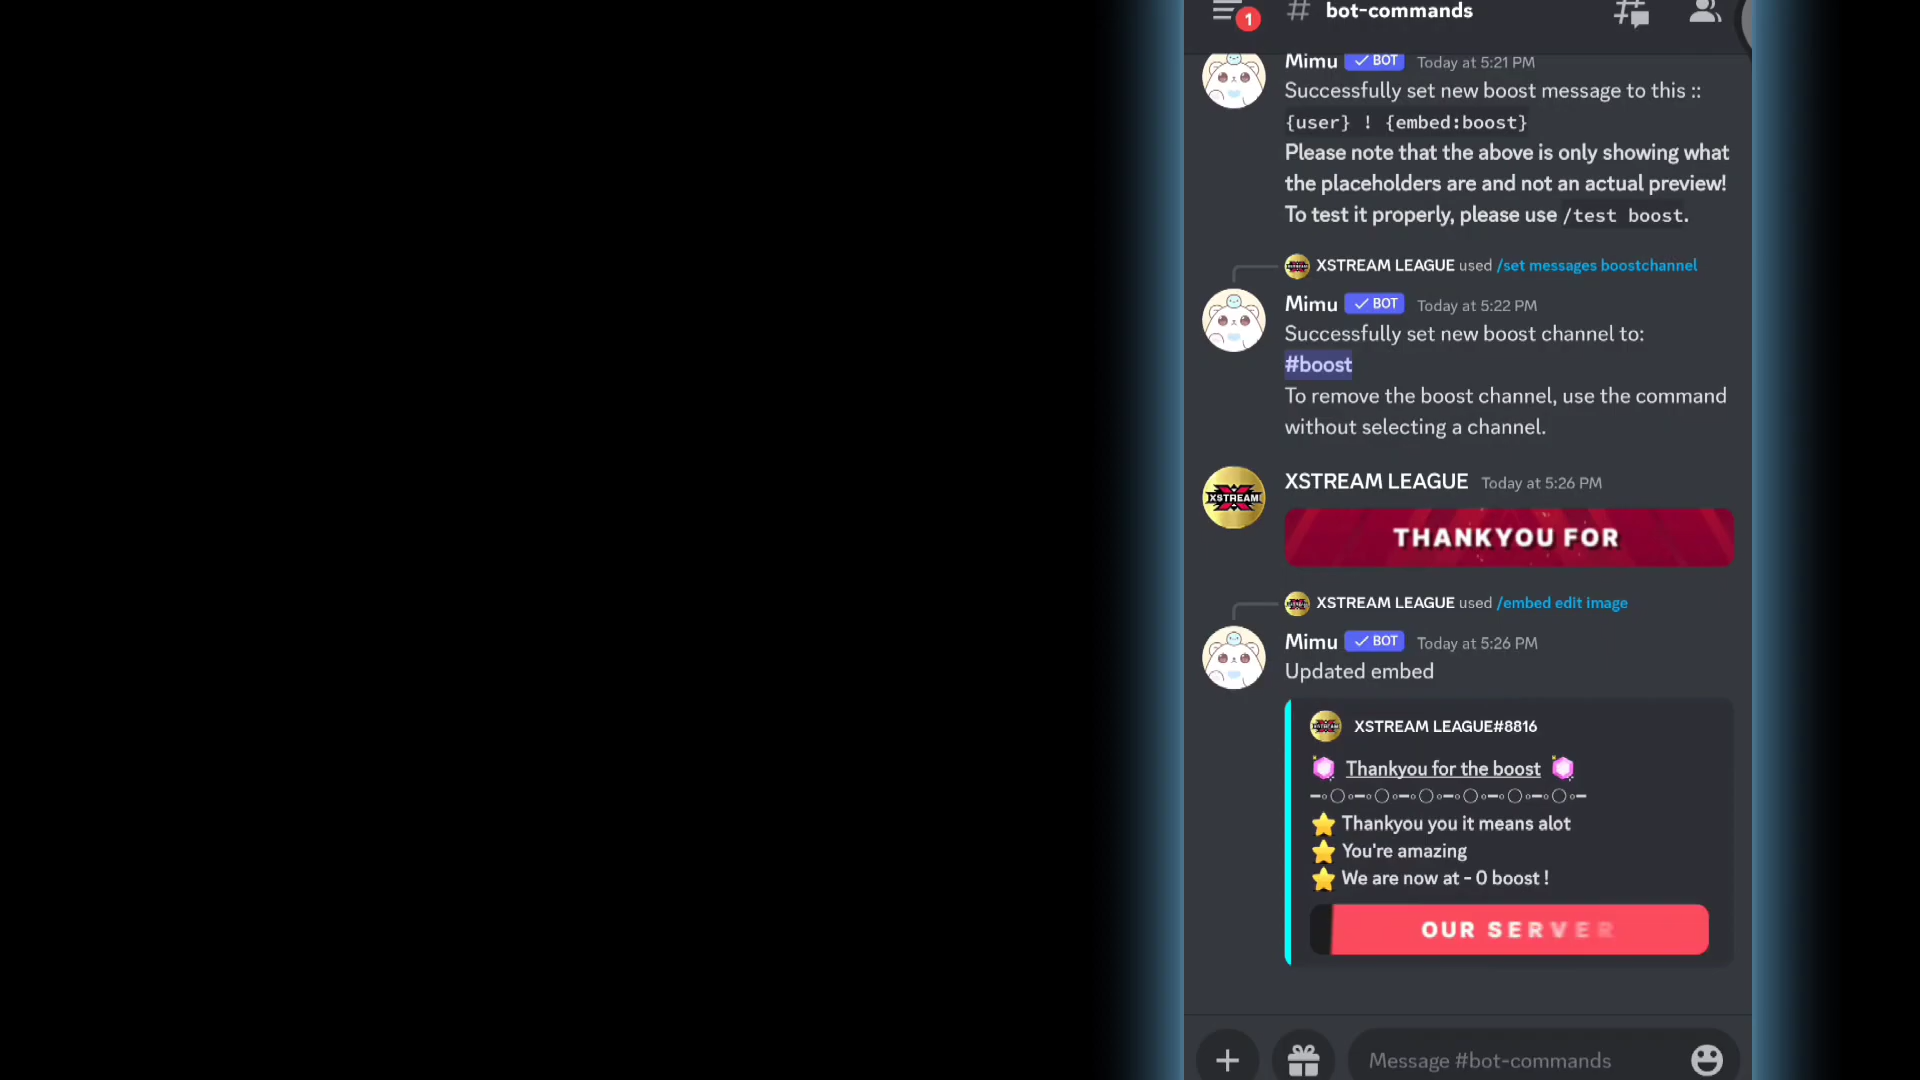 1
# bot-commands
Mimu ✓ BOT Today at 5:21 PM
Successfully set new boost message to this ::
{user} ! {embed:boost}
Please note that the above is only showing what
the placeholders are and not an actual preview!
To test it properly, please use /test boost.
XSTREAM LEAGUE used /set messages boostchannel
Mimu ✓ BOT Today at 5:22 PM
Successfully set new boost channel to:
#boost
To remove the boost channel, use the command
without selecting a channel.
XSTREAM
XSTREAM LEAGUE Today at 5:26 PM
THANKYOU FOR
XSTREAM LEAGUE used /embed edit image
Mimu ✓ BOT Today at 5:26 PM
Updated embed
XSTREAM LEAGUE#8816
Thankyou for the boost
Thankyou you it means alot
You're amazing
We are now at - 0 boost !
OUR SERVER
Message #bot-commands